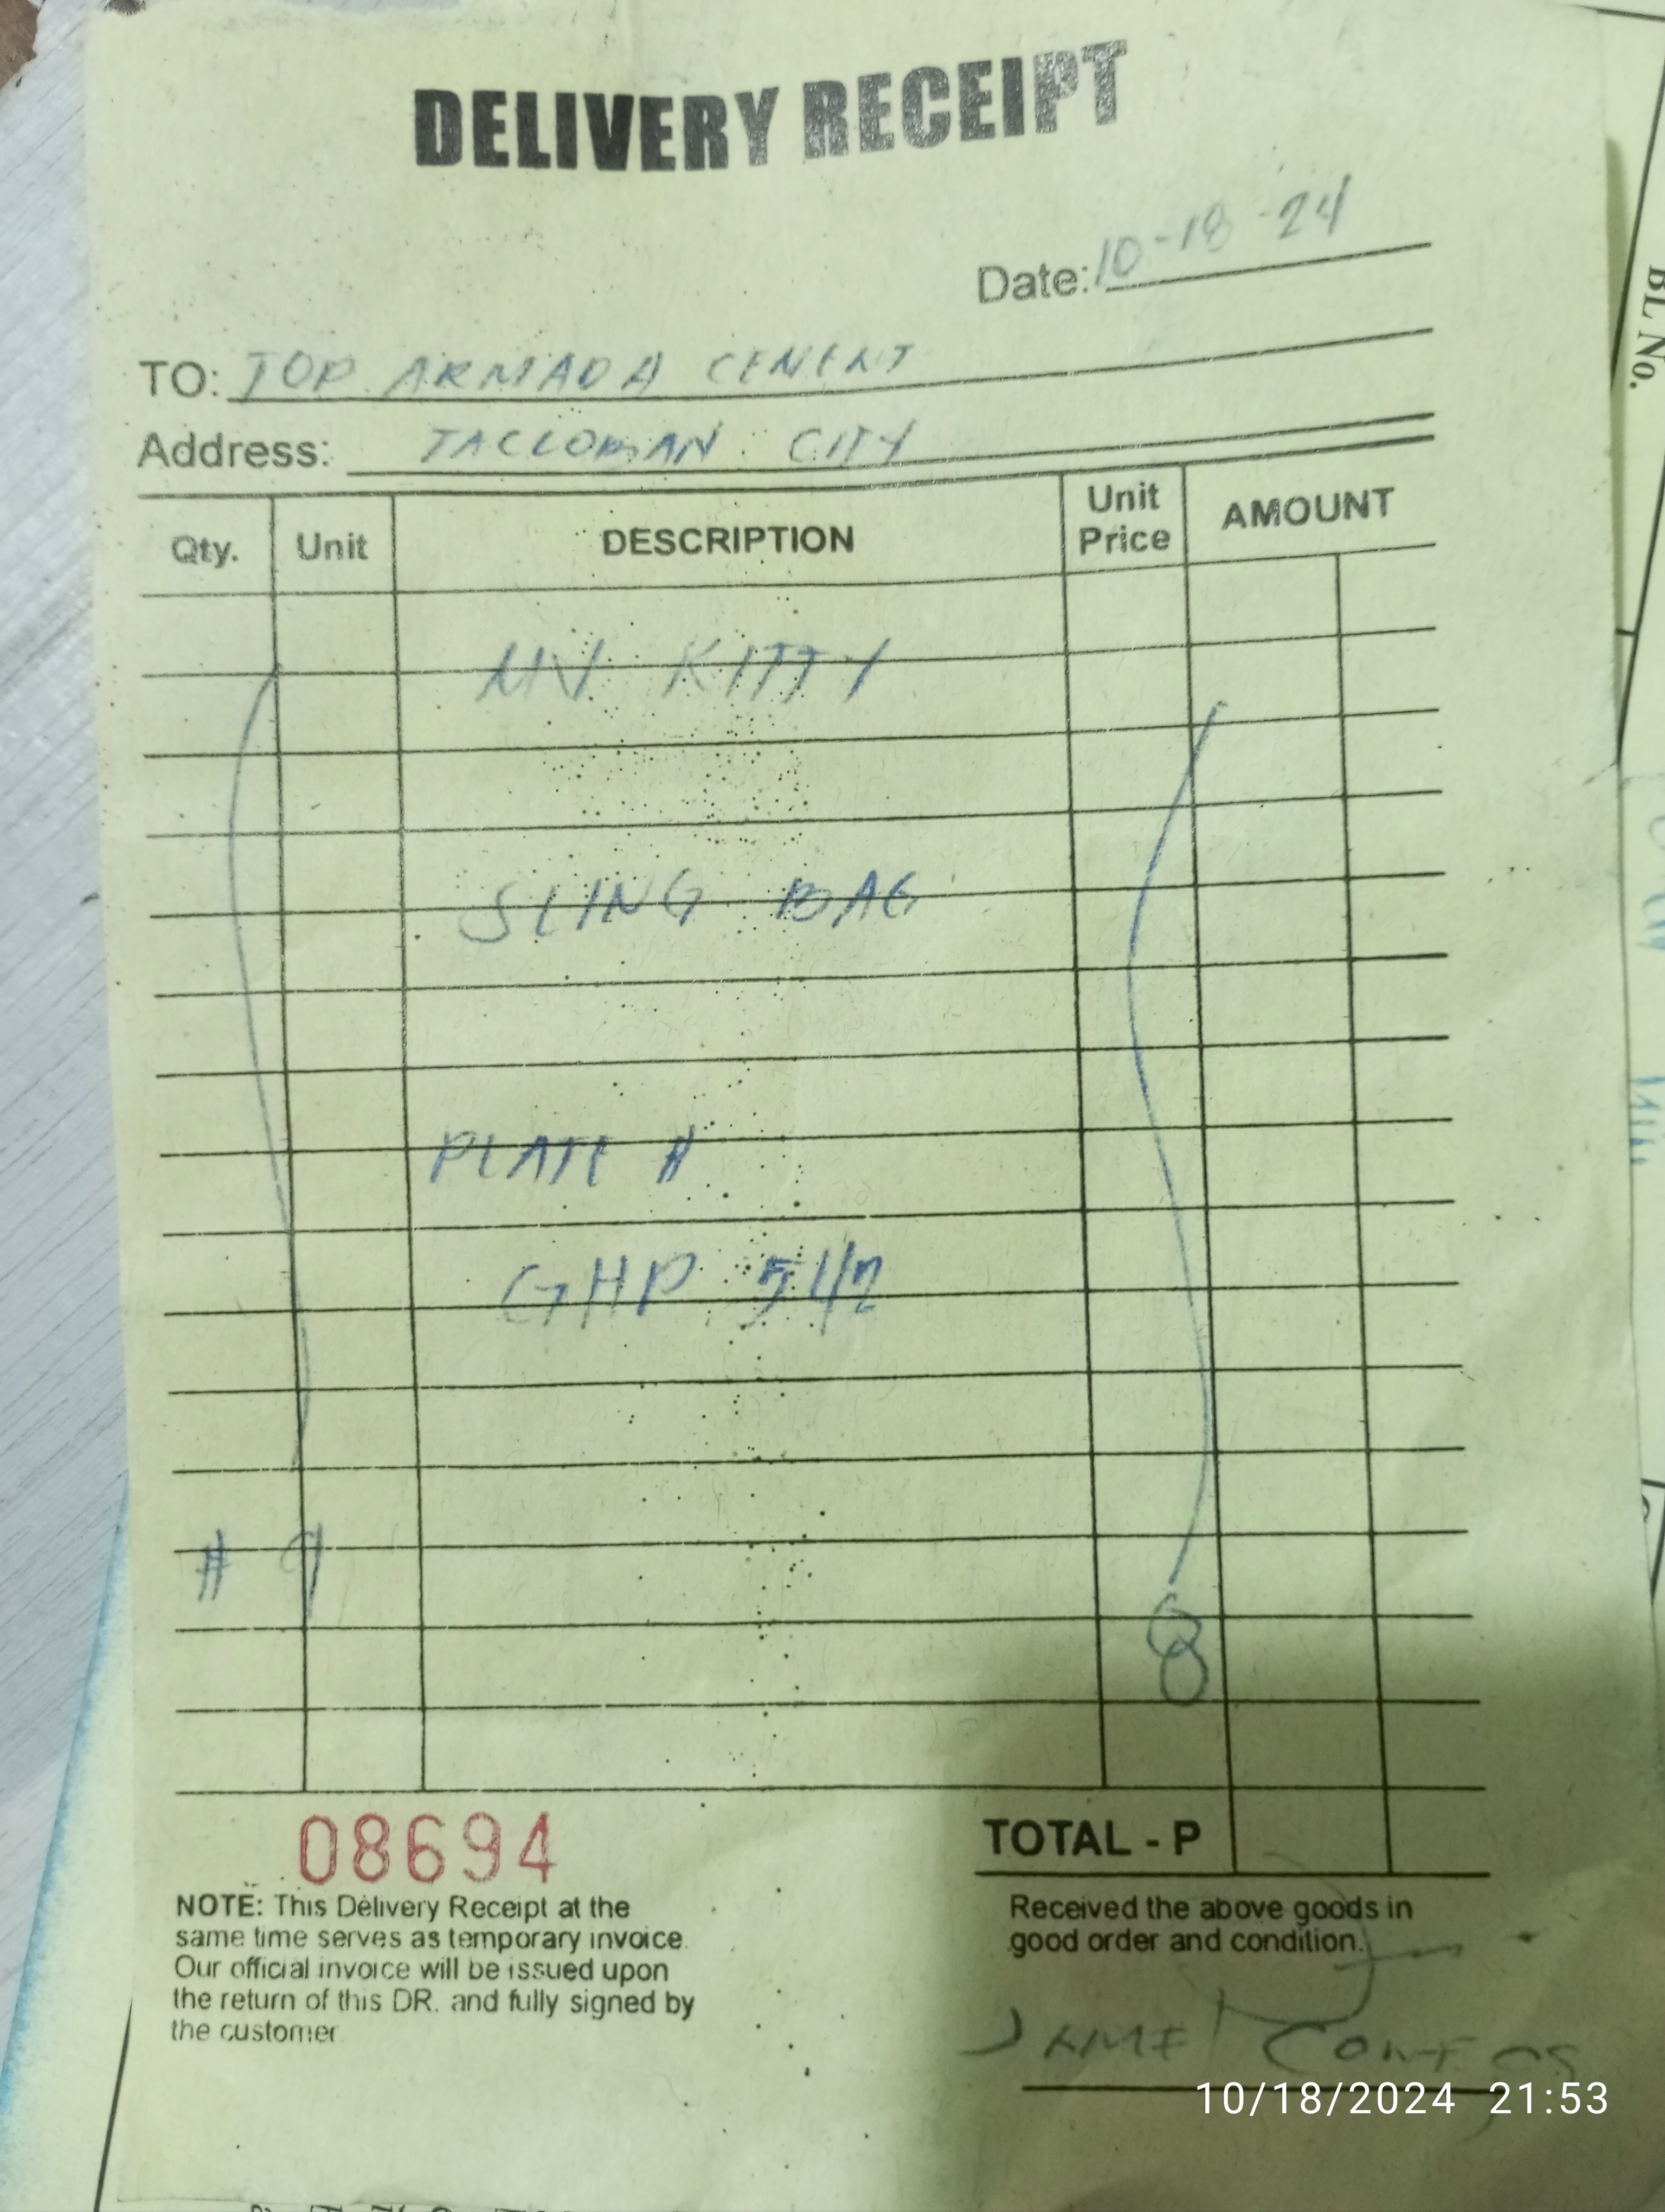 DELIVERY RECEIPT
Date: 10-18-24
TO: TOP ARMADA CEMENT
Address: TACLOBAN CITY
Qty. Unit DESCRIPTION Unit Price AMOUNT
MV KITTY
SLING BAG
PLATE #
GHP 542
# 9
8
08694
TOTAL - P
NOTE: This Delivery Receipt at the
same time serves as temporary invoice.
Our official invoice will be issued upon
the return of this DR. and fully signed by
the customer
Received the above goods in
good order and condition.
10/18/2024 21:53
BL No.